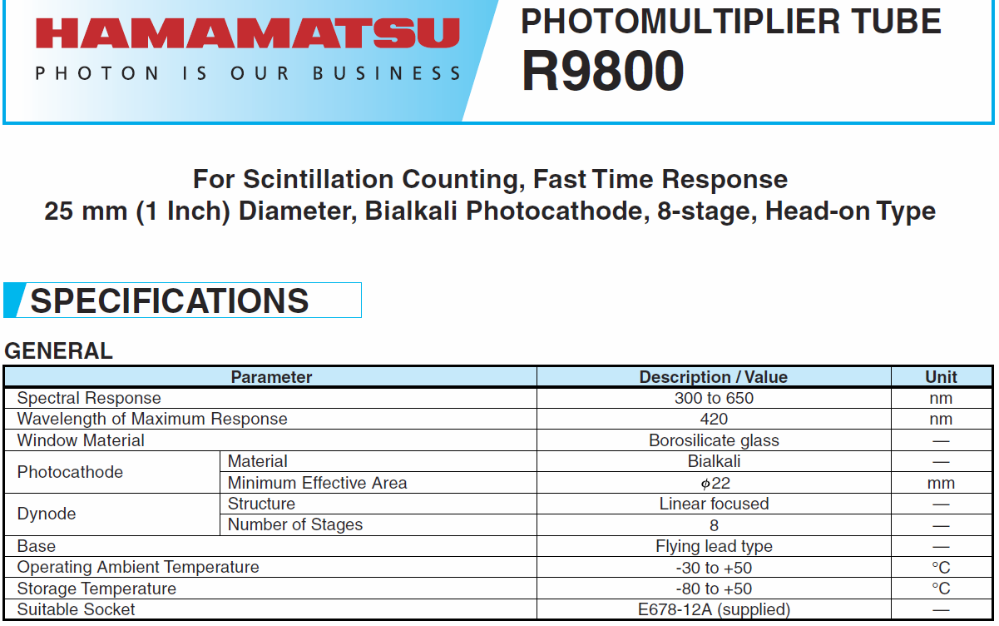 HAMAMATSU
PHOTON IS OUR BUSINESS
PHOTOMULTIPLIER TUBE
R9800
For Scintillation Counting, Fast Time Response
25 mm (1 Inch) Diameter, Bialkali Photocathode, 8-stage, Head-on Type
SPECIFICATIONS
GENERAL
Parameter Description / Value Unit
Spectral Response 300 to 650 nm
Wavelength of Maximum Response 420 nm
Window Material Borosilicate glass —
Photocathode Material Bialkali —
Minimum Effective Area ϕ22 mm
Dynode Structure Linear focused —
Number of Stages 8 —
Base Flying lead type —
Operating Ambient Temperature -30 to +50 °C
Storage Temperature -80 to +50 °C
Suitable Socket E678-12A (supplied) —